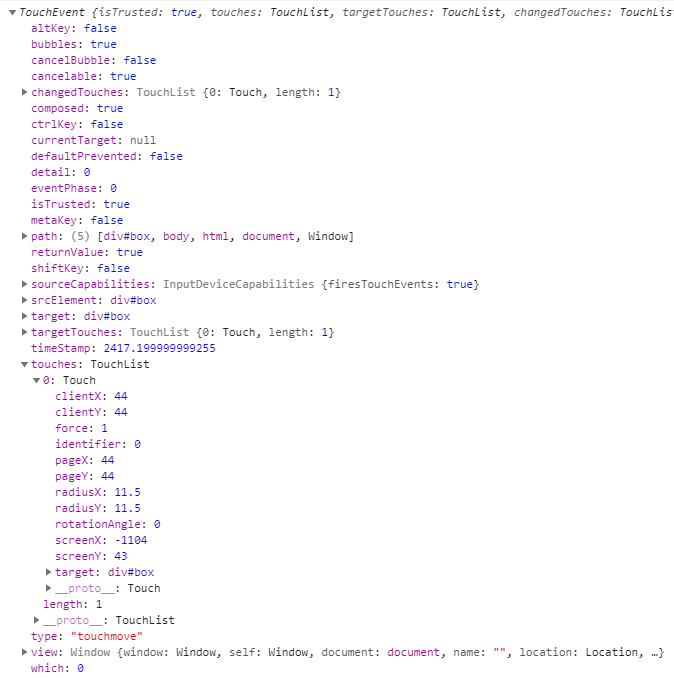 TouchEvent {isTrusted: true, touches: TouchList, targetTouches: TouchList, changedTouches: TouchLis
altKey: false
bubbles: true
cancelBubble: false
cancelable: true
changedTouches: TouchList {0: Touch, length: 1}
composed: true
ctrlKey: false
currentTarget: null
defaultPrevented: false
detail: 0
eventPhase: 0
isTrusted: true
metaKey: false
path: (5) [div#box, body, html, document, Window]
returnValue: true
shiftKey: false
sourceCapabilities: InputDeviceCapabilities {firesTouchEvents: true}
srcElement: div#box
target: div#box
targetTouches: TouchList {0: Touch, length: 1}
timeStamp: 2417.199999999255
touches: TouchList
0: Touch
clientX: 44
clientY: 44
force: 1
identifier: 0
pageX: 44
pageY: 44
radiusX: 11.5
radiusY: 11.5
rotationAngle: 0
screenX: -1104
screenY: 43
target: div#box
__proto__: Touch
length: 1
__proto__: TouchList
type: "touchmove"
view: Window {window: Window, self: Window, document: document, name: "", location: Location, …}
which: 0